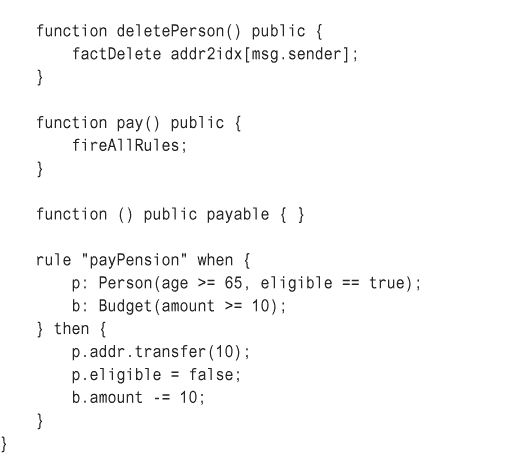 function deletePerson() public {
factDelete addr2idx[msg.sender];
}
function pay() public {
fireAllRules;
}
function () public payable { }
rule "payPension" when {
p: Person(age >= 65, eligible == true);
b: Budget(amount >= 10);
} then {
p.addr.transfer(10);
p.eligible = false;
b.amount -= 10;
}
}